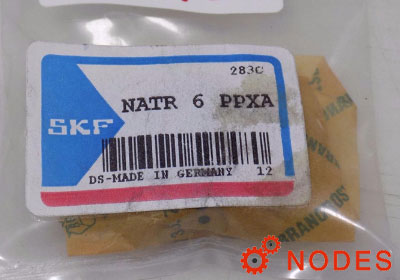 283C
NATR 6 PPXA
SKF
DS-MADE IN GERMANY 12
NODES